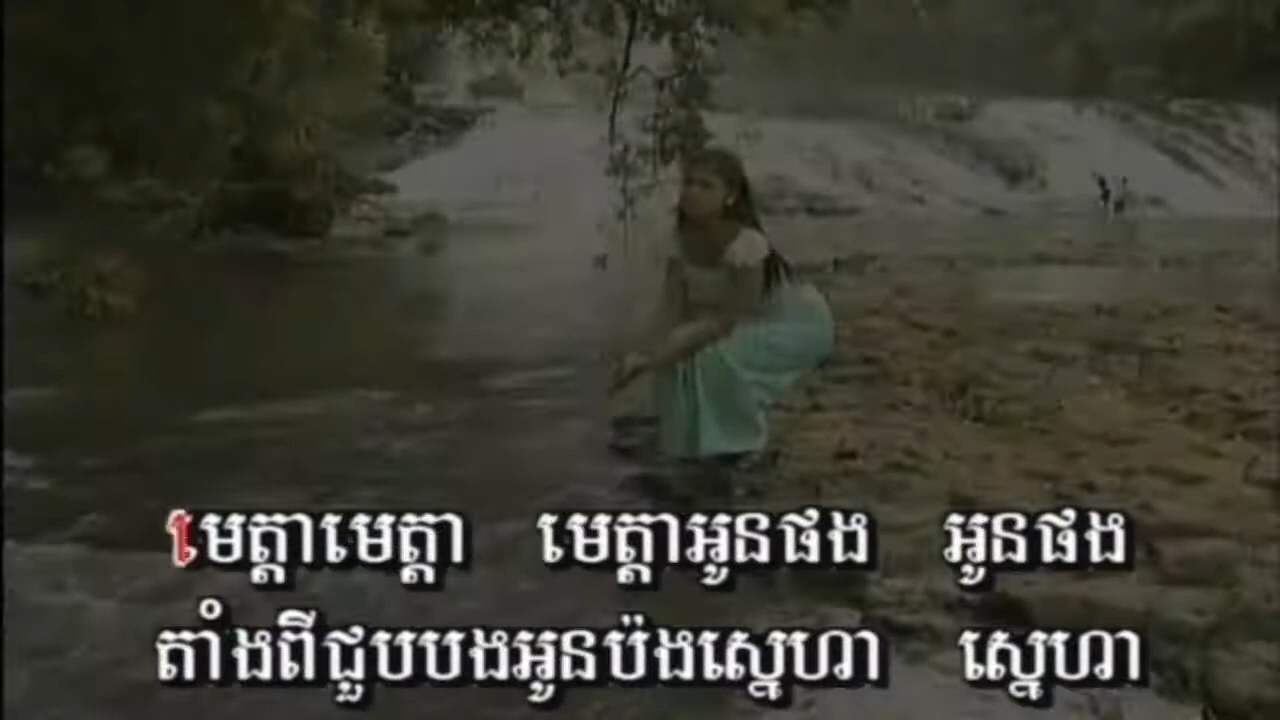 មេត្តាមេត្តា មេត្តាអូនផង អូនផង
តាំងពីជួបបងអូនប៉ងស្នេហា ស្នេហា